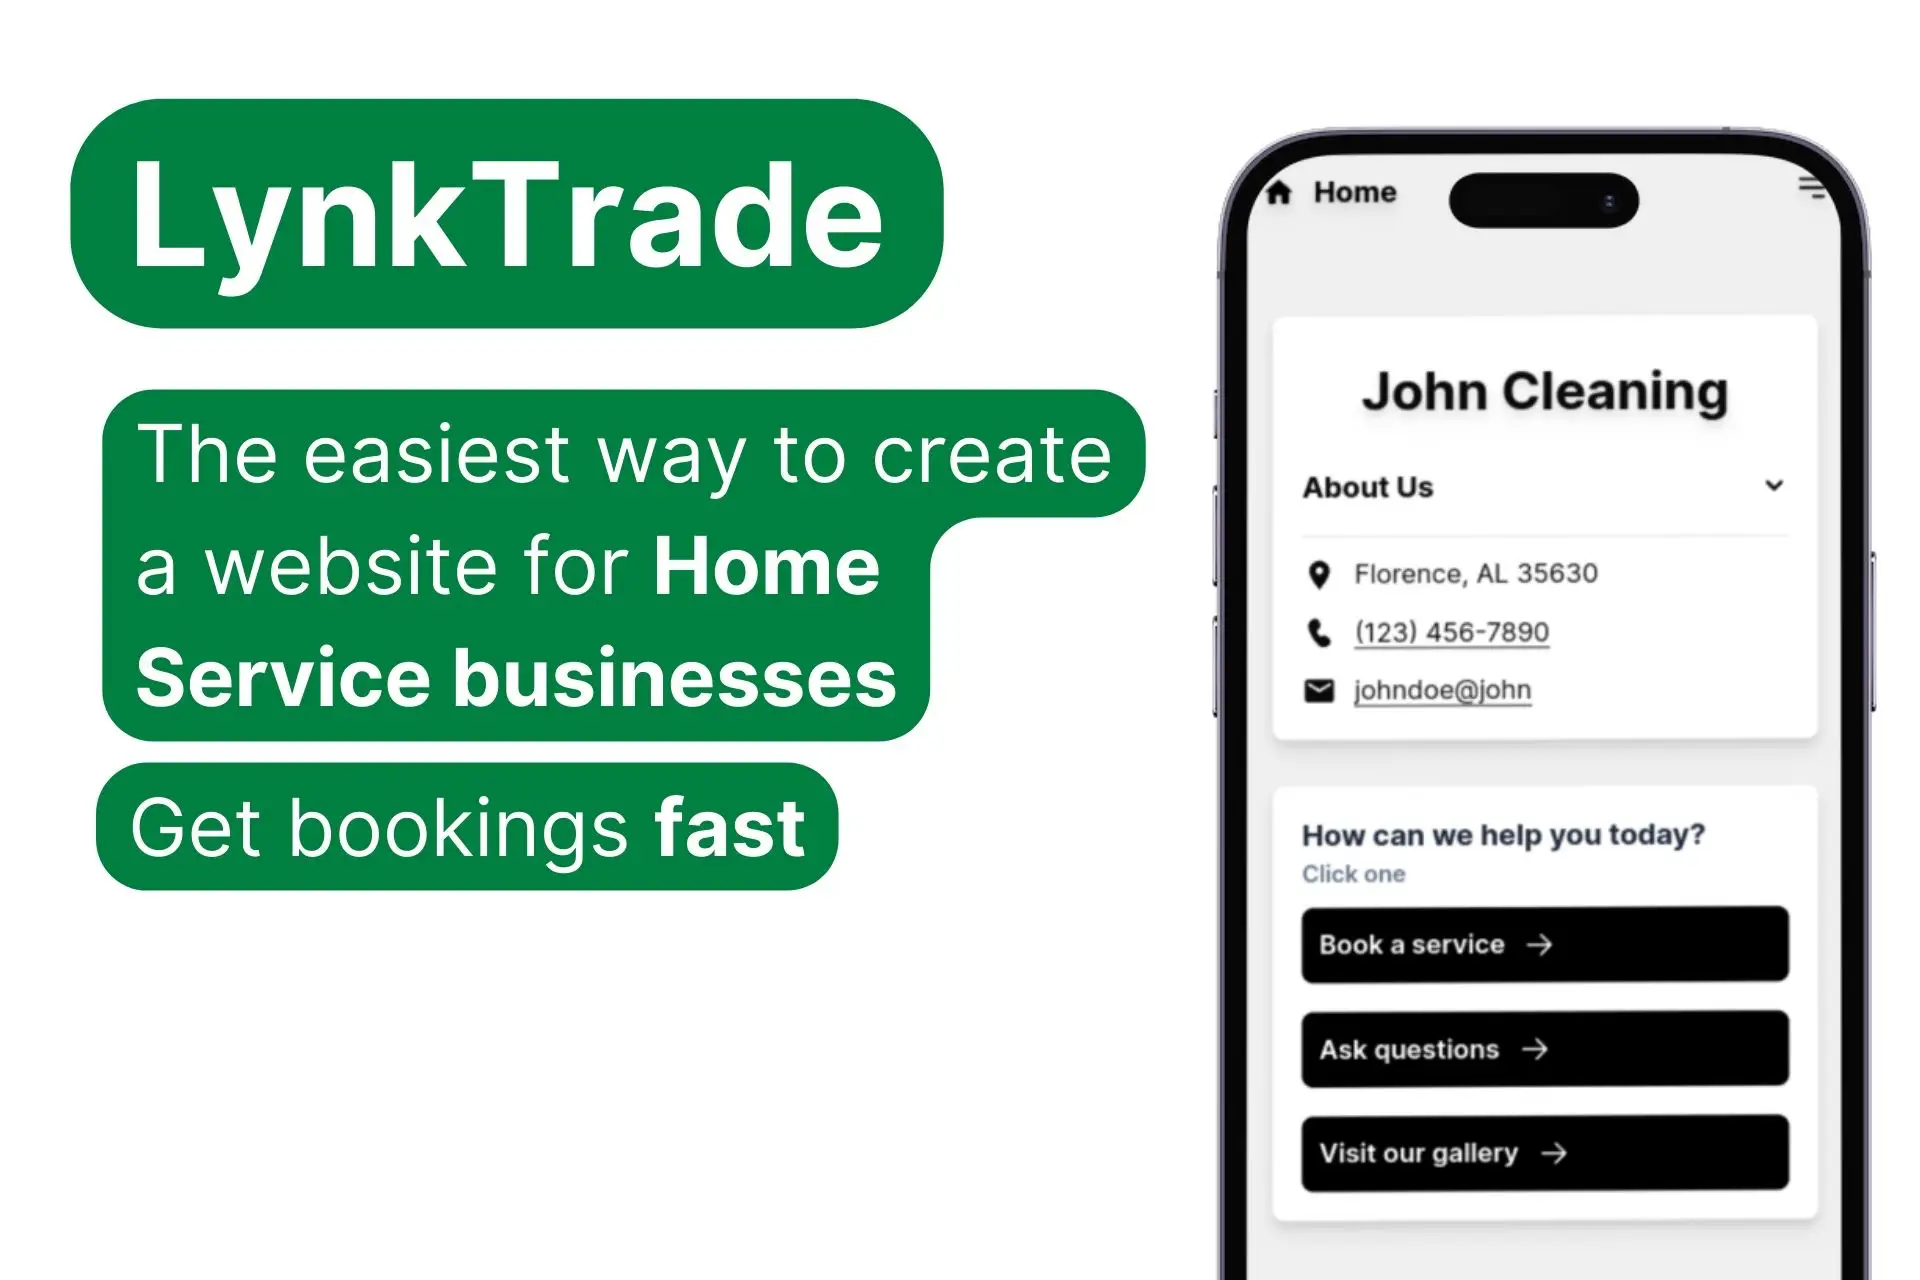 LynkTrade
The easiest way to create
a website for Home
Service businesses
Get bookings fast
Home
John Cleaning
About Us
Florence, AL 35630
(123) 456-7890
johndoe@john
How can we help you today?
Click one
Book a service →
Ask questions →
Visit our gallery →